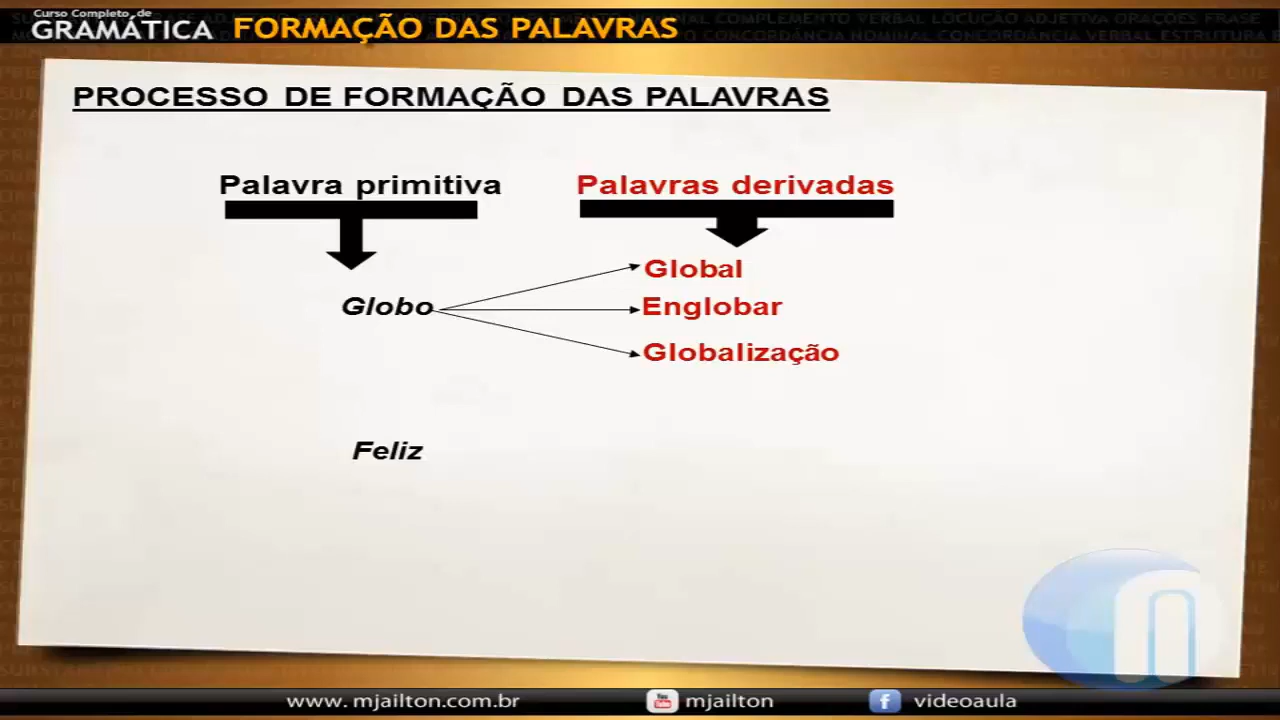 Curso Completo de
GRAMÁTICA FORMAÇÃO DAS PALAVRAS
PROCESSO DE FORMAÇÃO DAS PALAVRAS
Palavra primitiva Palavras derivadas
Global
Globo Englobar
Globalização
Feliz
www.mjailton.com.br mjailton videoaula